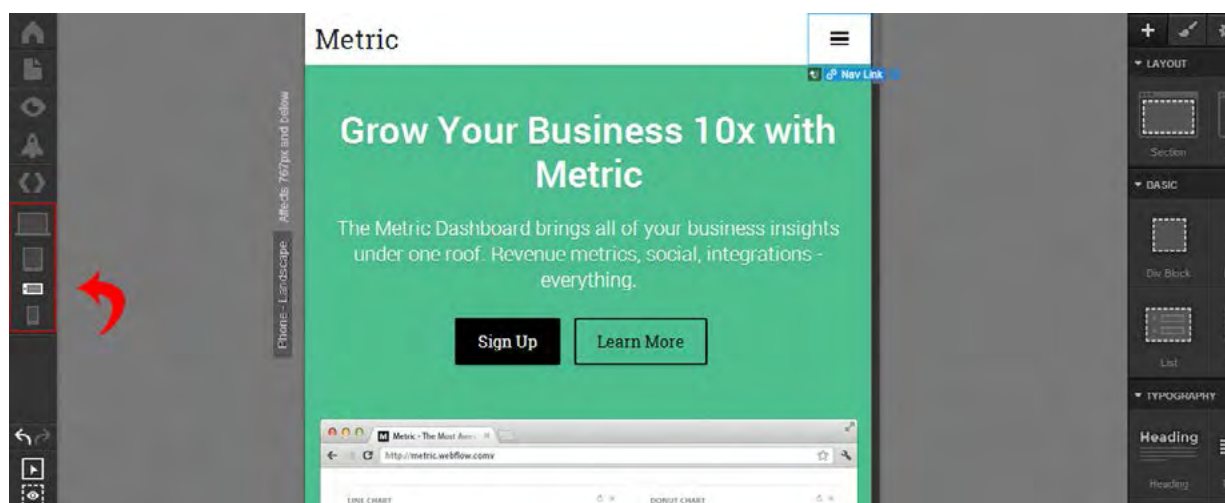 Metric
Nav Link
Grow Your Business 10x with
Metric
The Metric Dashboard brings all of your business insights
under one roof. Revenue metrics, social, integrations -
everything.
Sign Up
Learn More
M Metric - The Most Awe
http://metric.webflow.comv
LINE CHART
DONUT CHART
Phone - Landscape Affects 767px and below
LAYOUT
Section
BASIC
Div Block
List
TYPOGRAPHY
Heading
Heading